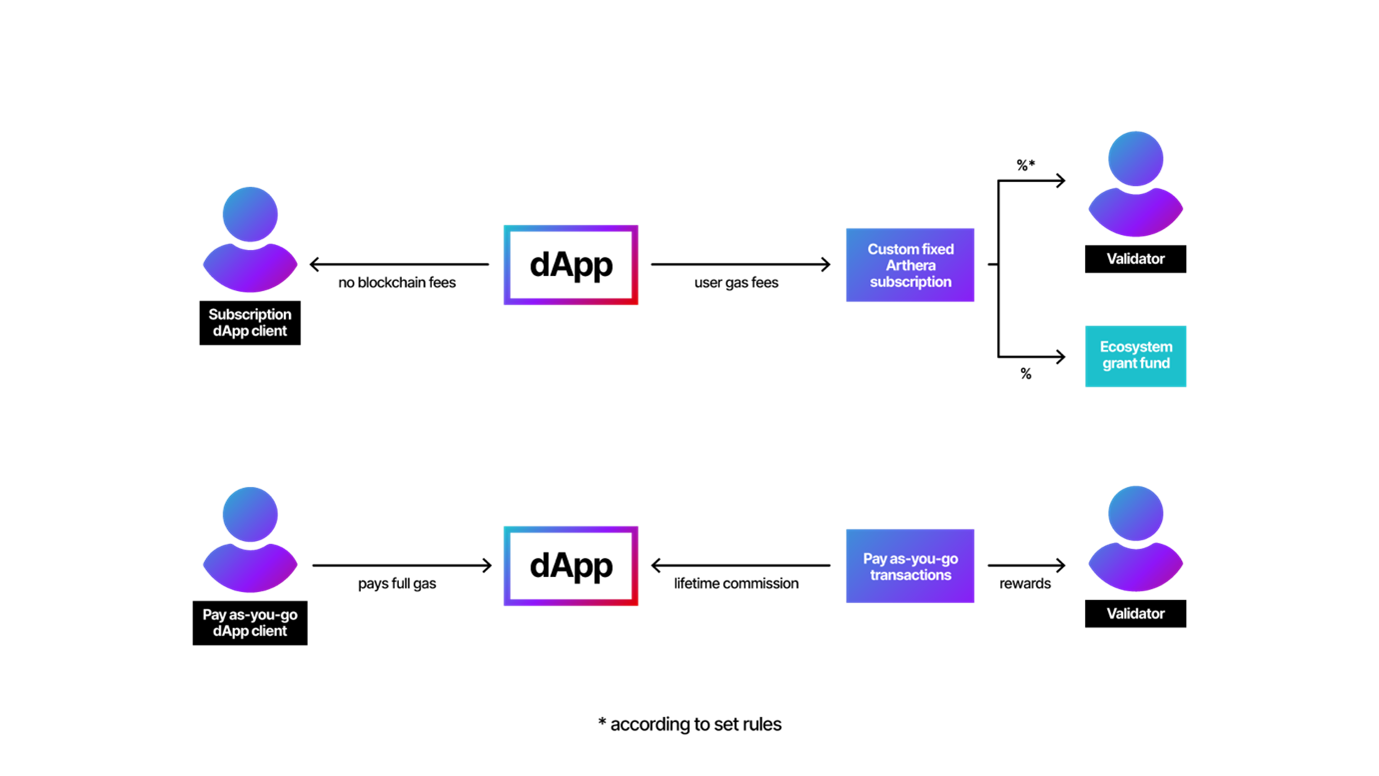 %*
Validator
Custom fixed
Arthera
subscription
dApp
no blockchain fees
user gas fees
Subscription
dApp client
Ecosystem
grant fund
%
Pay as-you-go
dApp client
pays full gas
dApp
lifetime commission
Pay as-you-go
transactions
rewards
Validator
* according to set rules